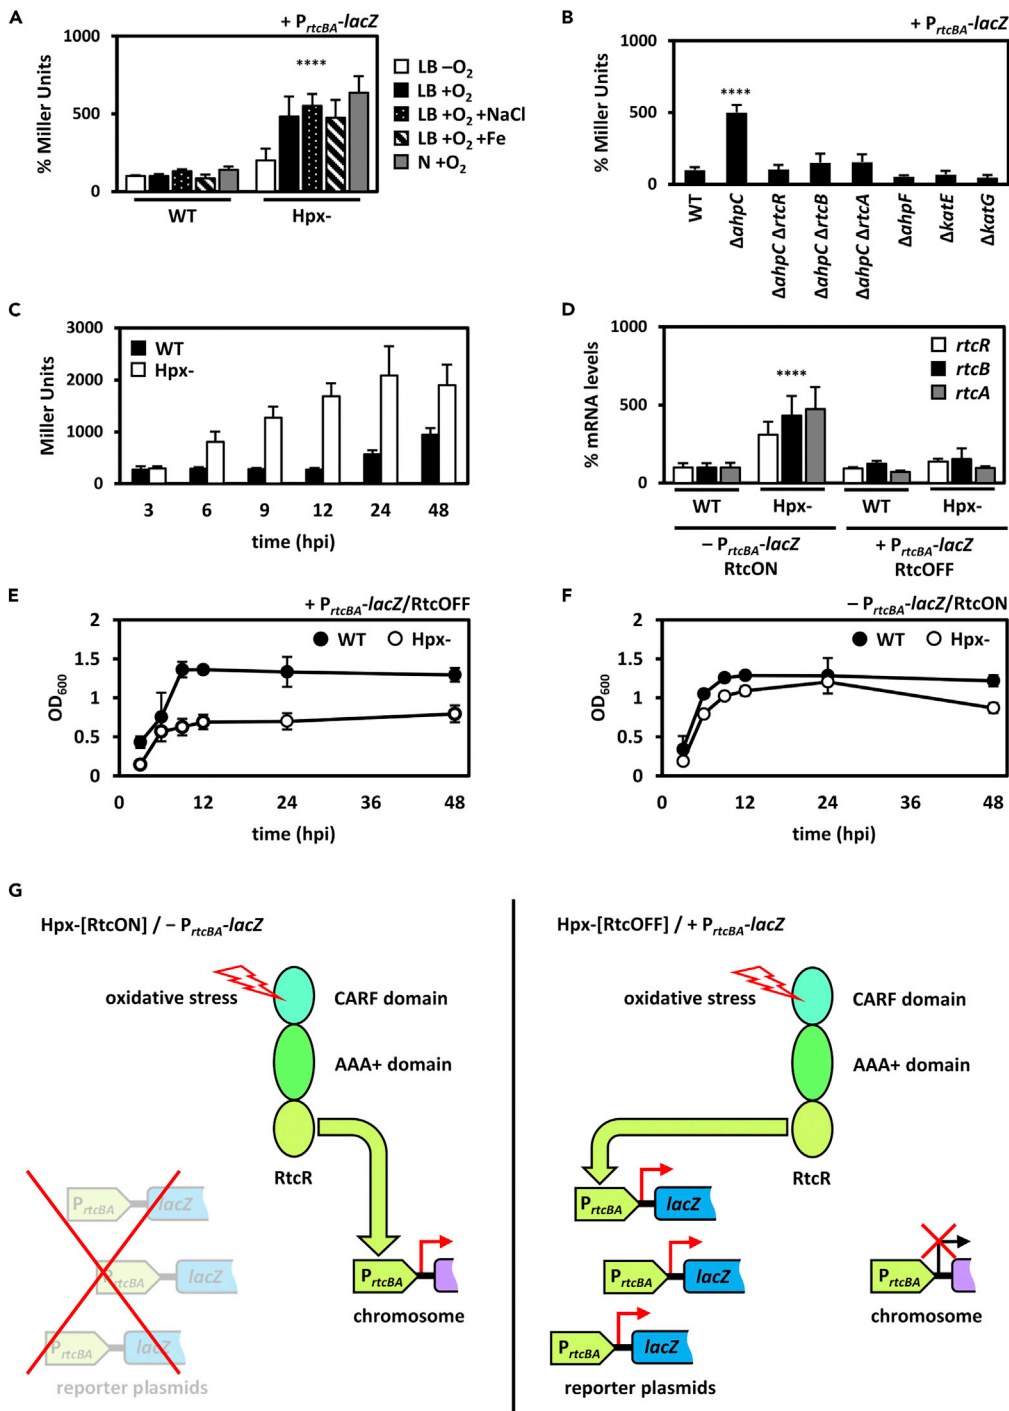 A
+ PrtcBA-lacZ
% Miller Units
1000
500
0
WT
Hpx-
****
LB –O2
LB +O2
LB +O2 +NaCl
LB +O2 +Fe
N +O2
B
+ PrtcBA-lacZ
% Miller Units
1000
500
0
****
WT
ΔahpC
ΔahpC ΔrtcR
ΔahpC ΔrtcB
ΔahpC ΔrtcA
ΔahpF
ΔkatE
ΔkatG
C
Miller Units
3000
2000
1000
0
WT
Hpx-
3 6 9 12 24 48
time (hpi)
D
% mRNA levels
1000
500
0
****
rtcR
rtcB
rtcA
WT Hpx- WT Hpx-
– PrtcBA-lacZ
RtcON
+ PrtcBA-lacZ
RtcOFF
E
+ PrtcBA-lacZ/RtcOFF
WT Hpx-
OD600
2
1.5
1
0.5
0
0 12 24 36 48
time (hpi)
F
– PrtcBA-lacZ/RtcON
WT Hpx-
OD600
2
1.5
1
0.5
0
0 12 24 36 48
time (hpi)
G
Hpx-[RtcON] / – PrtcBA-lacZ
oxidative stress
CARF domain
AAA+ domain
RtcR
PrtcBA lacZ
PrtcBA lacZ
PrtcBA lacZ
reporter plasmids
PrtcBA
chromosome
Hpx-[RtcOFF] / + PrtcBA-lacZ
oxidative stress
CARF domain
AAA+ domain
RtcR
PrtcBA lacZ
PrtcBA lacZ
PrtcBA lacZ
reporter plasmids
PrtcBA
chromosome